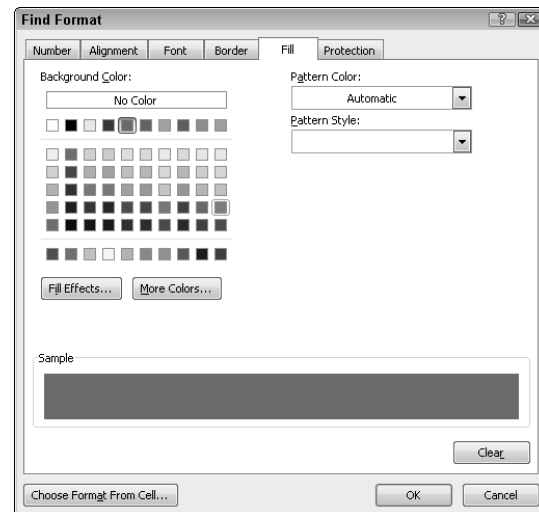 Find Format
Number Alignment Font Border Fill Protection
Background Color:
No Color
Pattern Color:
Automatic
Pattern Style:
Fill Effects...
More Colors...
Sample
Clear
Choose Format From Cell...
OK
Cancel